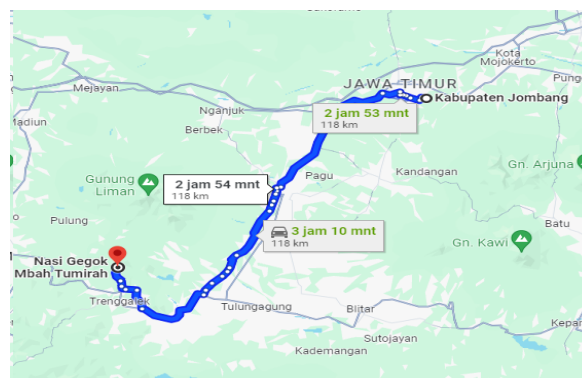 Kota
Mojokerto
JAWA TIMUR
Mejayan
Kabupaten Jombang
Nganjuk
2 jam 53 mnt
118 km
Madiun
Berbek
Pagu
Kandangan
Gn. Arjuna
Gunung
Liman
2 jam 54 mnt
118 km
Pulung
Batu
3 jam 10 mnt
118 km
Gn. Kawi
Nasi Gegok
Mbah Tumirah
Trenggalek
Tulungagung
Blitar
Sutojayan
Kademangan